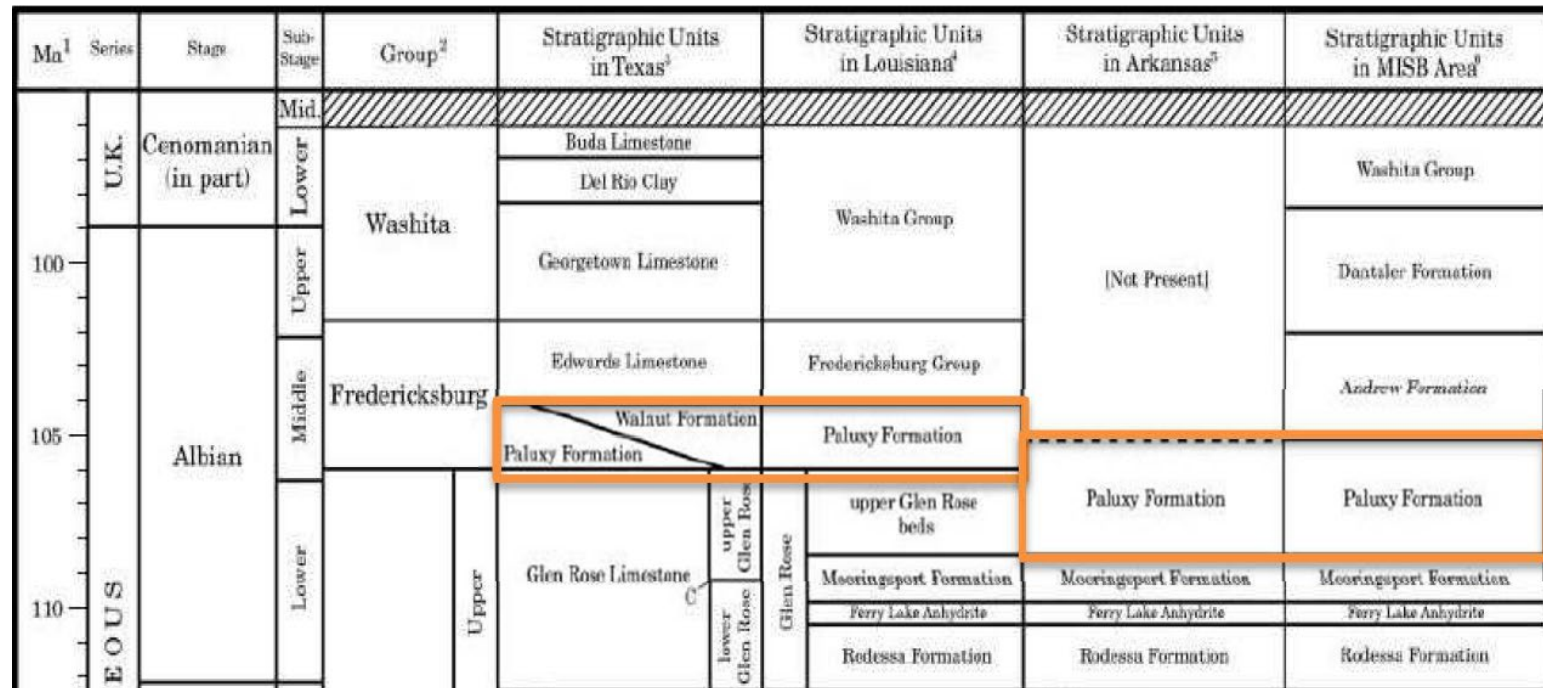 Ma1
Series
Stage
Sub-
Stage
Group2
Stratigraphic Units
in Texas3
Stratigraphic Units
in Louisiana4
Stratigraphic Units
in Arkansas5
Stratigraphic Units
in MISB Area6
Mid.
U.K.
Cenomanian
(in part)
Lower
Washita
Buda Limestone
Del Rio Clay
Georgetown Limestone
Washita Group
[Not Present]
Washita Group
Dantzler Formation
100
Upper
Albian
Middle
Fredericksburg
Edwards Limestone
Fredericksburg Group
Andrew Formation
105
Walnut Formation
Paluxy Formation
Paluxy Formation
Paluxy Formation
Paluxy Formation
Lower
Upper
Glen Rose Limestone
C
upper
Glen Rose
lower
Glen Rose
Glen Rose
upper Glen Rose
beds
Mooringsport Formation
Mooringsport Formation
Mooringsport Formation
110
Ferry Lake Anhydrite
Ferry Lake Anhydrite
Ferry Lake Anhydrite
EOUS
Rodessa Formation
Rodessa Formation
Rodessa Formation